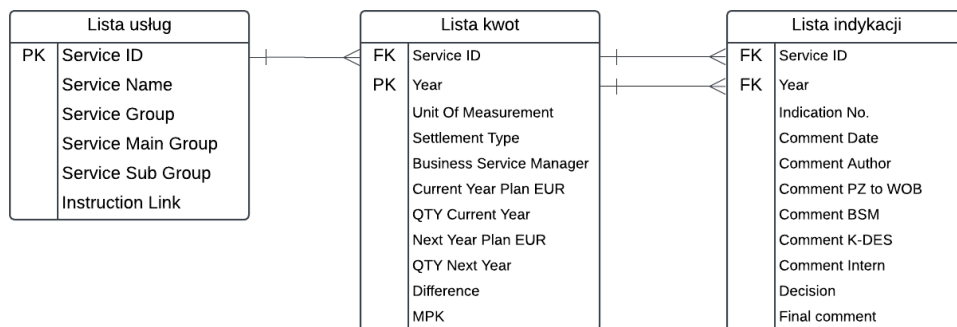 Lista usług
PK Service ID
Service Name
Service Group
Service Main Group
Service Sub Group
Instruction Link
Lista kwot
FK Service ID
PK Year
Unit Of Measurement
Settlement Type
Business Service Manager
Current Year Plan EUR
QTY Current Year
Next Year Plan EUR
QTY Next Year
Difference
MPK
Lista indykacji
FK Service ID
FK Year
Indication No.
Comment Date
Comment Author
Comment PZ to WOB
Comment BSM
Comment K-DES
Comment Intern
Decision
Final comment